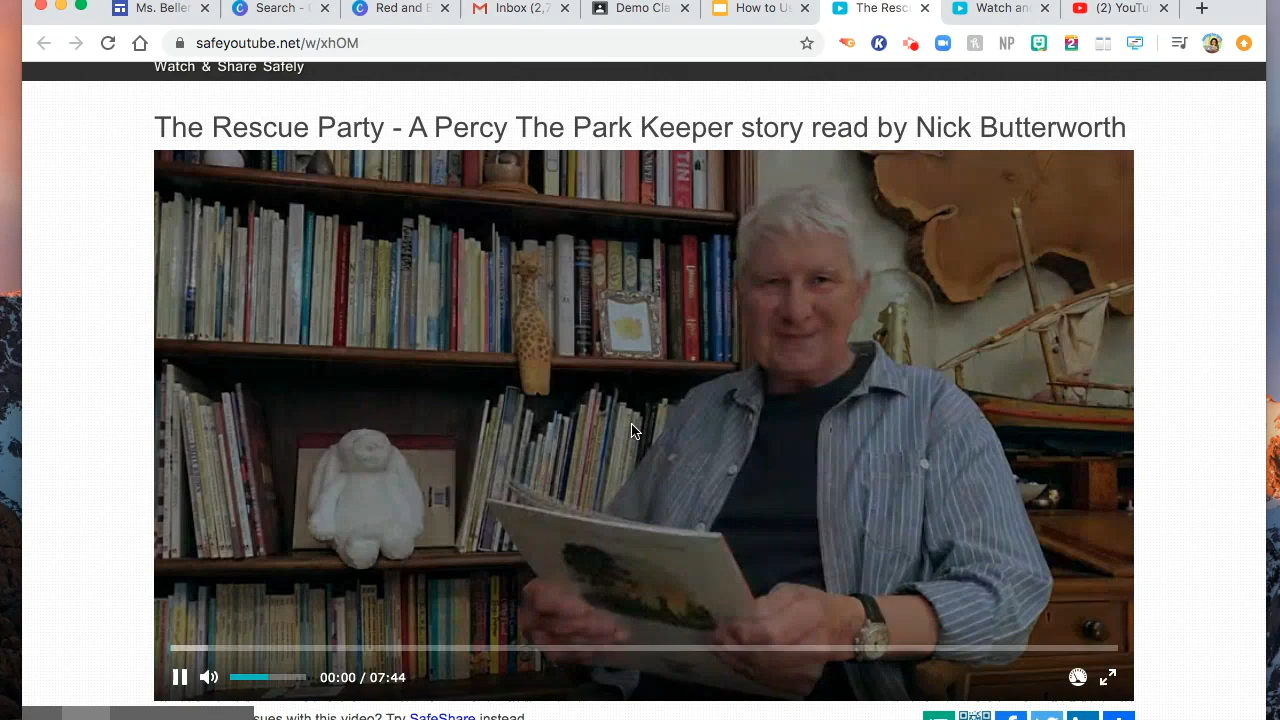 Ms. Beller
Search -
Red and
Inbox (2,7
Demo Cla
How to Us
The Resc
Watch an
(2) YouTu
safeyoutube.net/w/xhOM
NP
Watch & Share Safely
The Rescue Party - A Percy The Park Keeper story read by Nick Butterworth
00:00 / 07:44
sues with this video? Try SafeShare instead